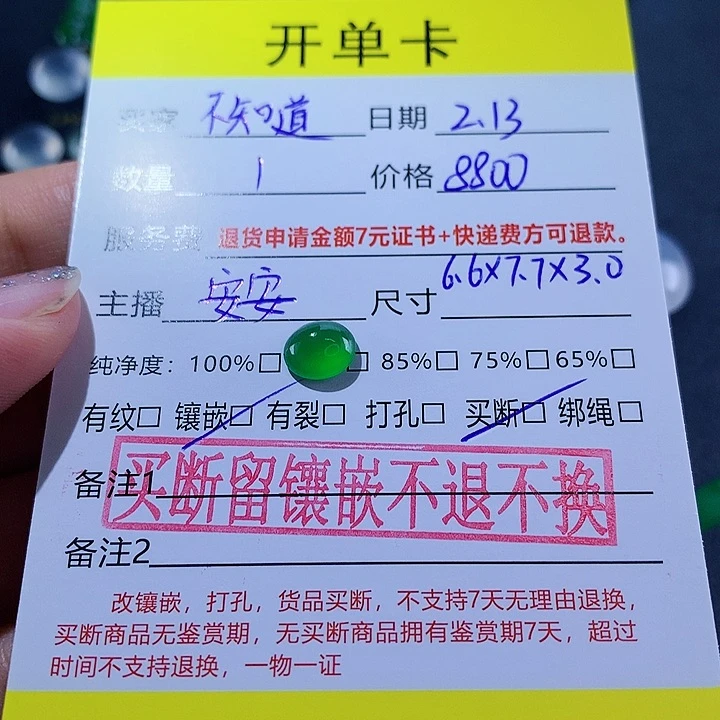 开单卡
买家 不知道 日期 2.13
数量 1 价格 8800
服务费 退货申请金额7元证书+快递费方可退款。
主播 安安 尺寸 6.6X7.7X3.0
纯净度：100%□ □ 85%□ 75%□ 65%□
有纹□ 镶嵌□ 有裂□ 打孔□ 买断□ 绑绳□
备注1 买断留镶嵌不退不换
备注2
改镶嵌，打孔，货品买断，不支持7天无理由退换，
买断商品无鉴赏期，无买断商品拥有鉴赏期7天，超过
时间不支持退换，一物一证